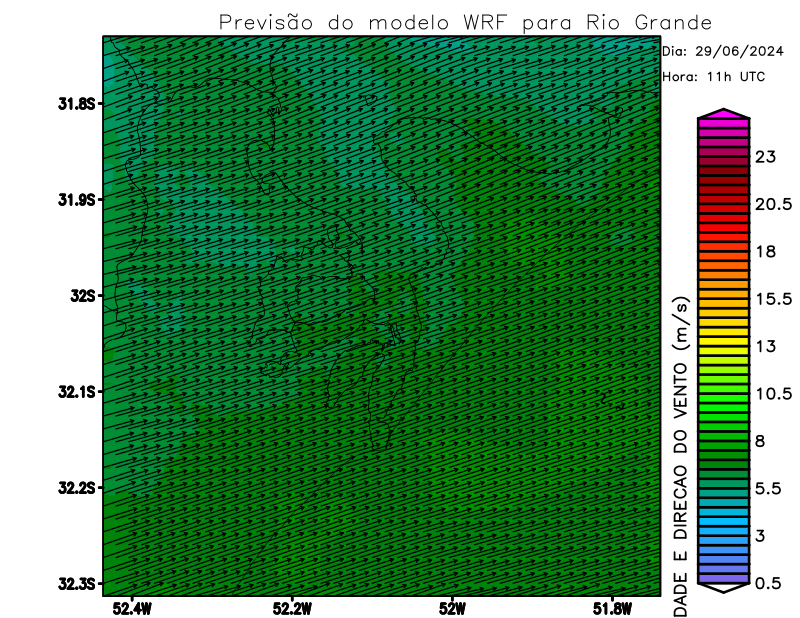 Previsão do modelo WRF para Rio Grande
Dia: 29/06/2024
Hora: 11h UTC
31.8S
31.9S
32S
32.1S
32.2S
32.3S
52.4W
52.2W
52W
51.8W
23
20.5
18
15.5
13
10.5
8
5.5
3
0.5
DADE E DIRECAO DO VENTO (m/s)